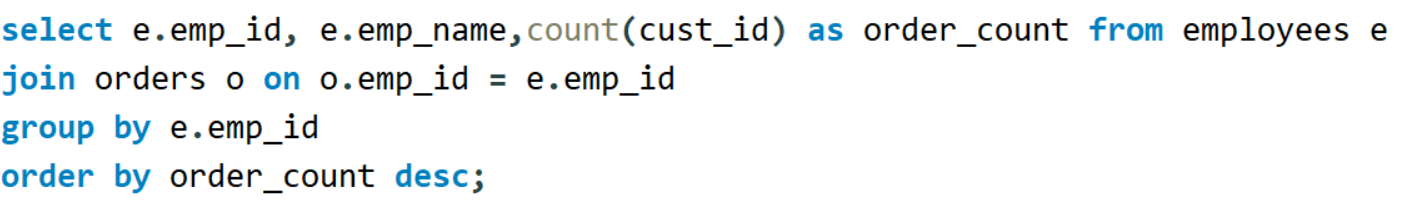 select e.emp_id, e.emp_name,count(cust_id) as order_count from employees e
join orders o on o.emp_id = e.emp_id
group by e.emp_id
order by order_count desc;